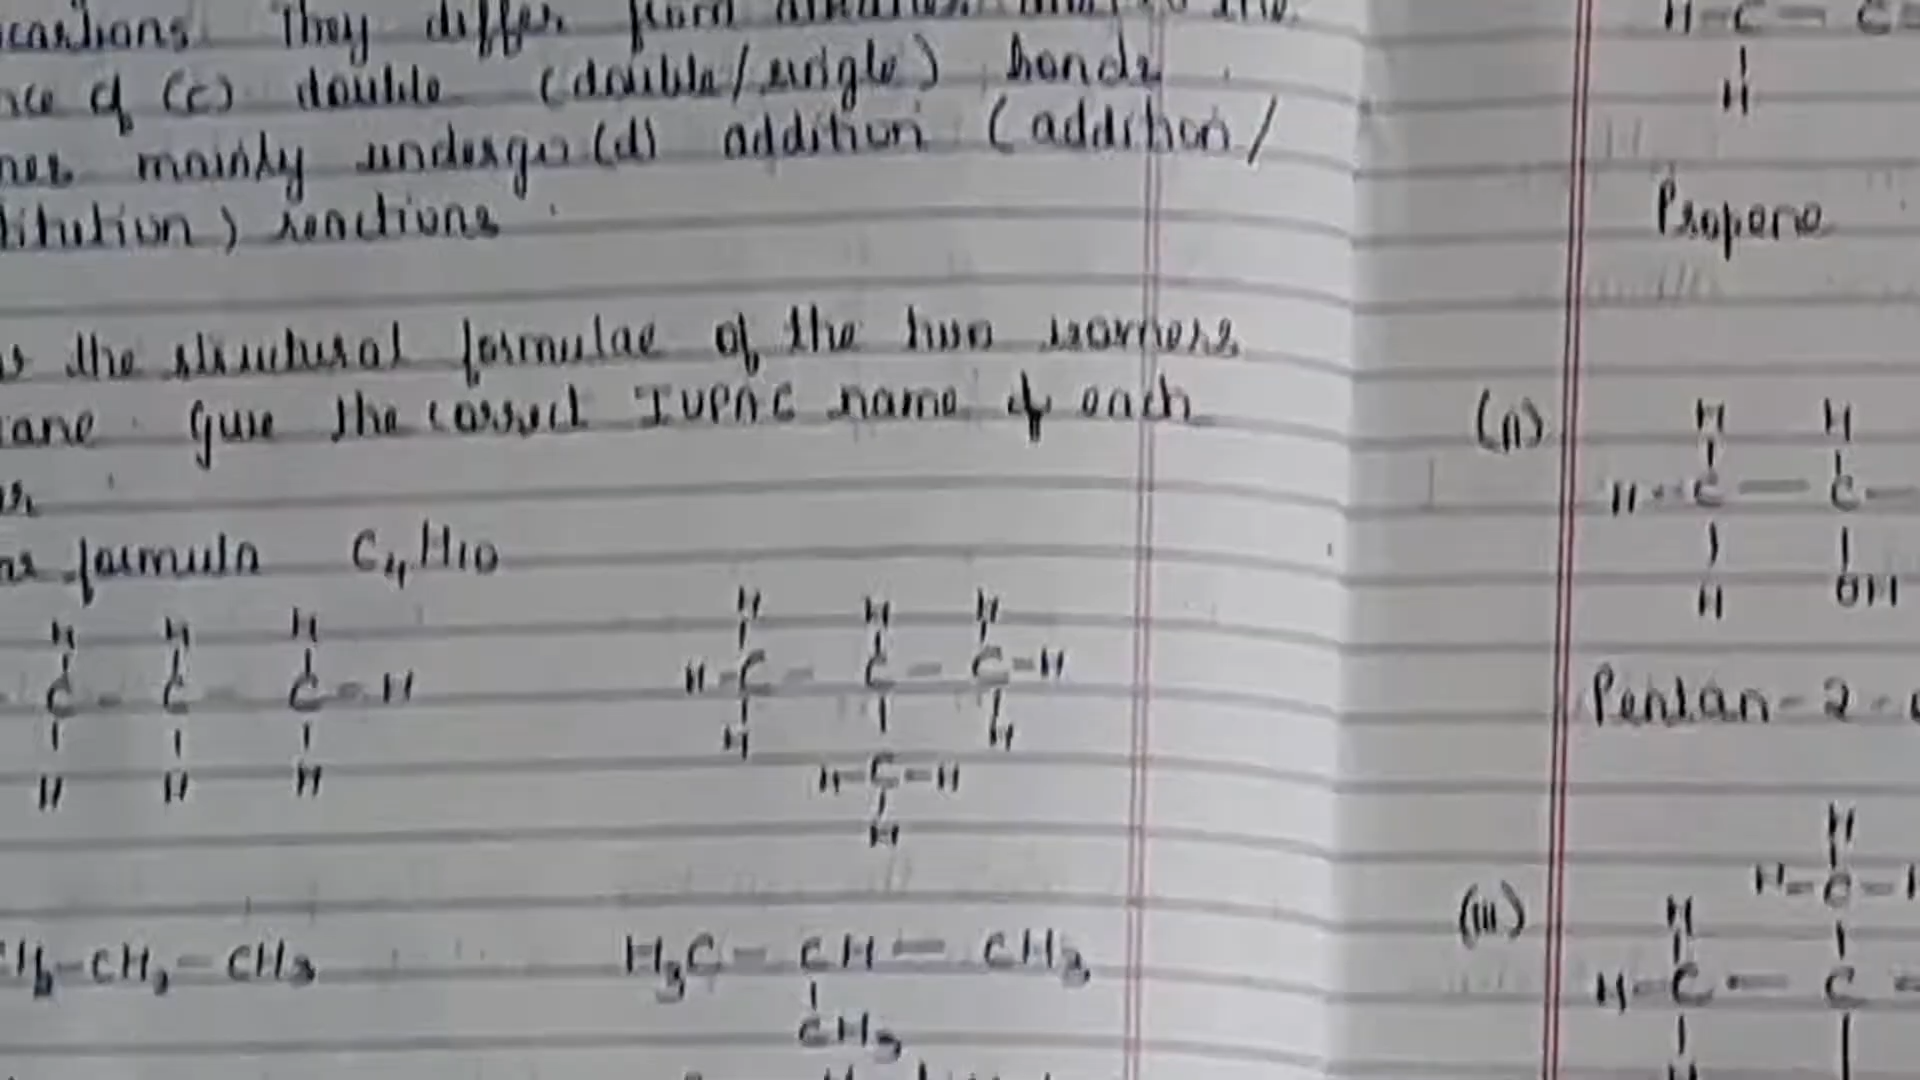 They differ from
of (c) double (double/single) bonds
mainly undergo (d) addition (addition/
reactions
the structural formulae of the two isomers
Give the correct IUPAC name of each
formula C4H10
H H H
C - C - C - H
H H H
H H H
H - C - C - C - H
H H
H - C - H
H
- CH2 - CH3
H3C - CH - CH3
CH3
H - C - C
H
Propene
(ii)
H H
H - C - C -
H OH
Pentan-2-
(iii)
H
H - C -
H
H - C - C -